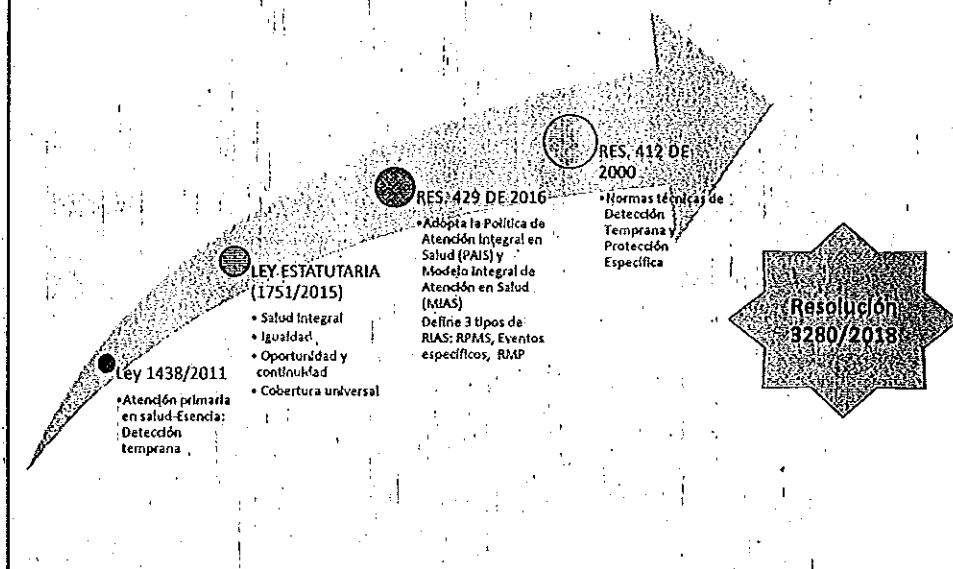 Ley 1438/2011
•Atención primaria
en salud-Esencia:
Detección
temprana
LEY ESTATUTARIA
(1751/2015)
• Salud Integral
• Igualdad
• Oportunidad y
continuidad
• Cobertura universal
RES. 429 DE 2016
•Adopta la Política de
Atención Integral en
Salud (PAIS) y
Modelo Integral de
Atención en Salud
(MIAS)
Define 3 tipos de
RIAS: RPMS, Eventos
específicos, RMP
RES. 412 DE
2000
•Normas técnicas de
Detección
Temprana y
Protección
Específica
Resolución
3280/2018